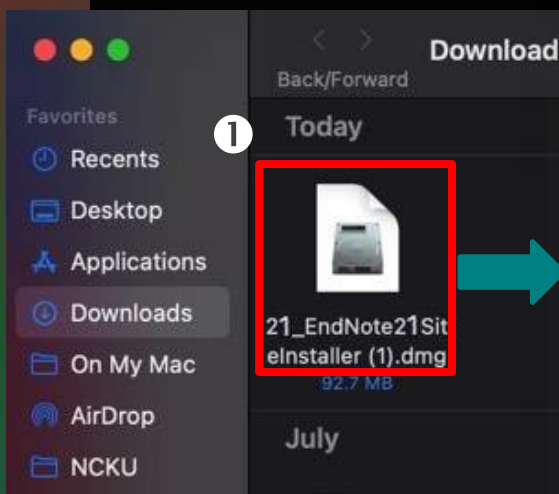 Back/Forward
Download
Favorites
Recents
Desktop
Applications
Downloads
On My Mac
AirDrop
NCKU
1
Today
21_EndNote21Sit
eInstaller (1).dmg
92.7 MB
July